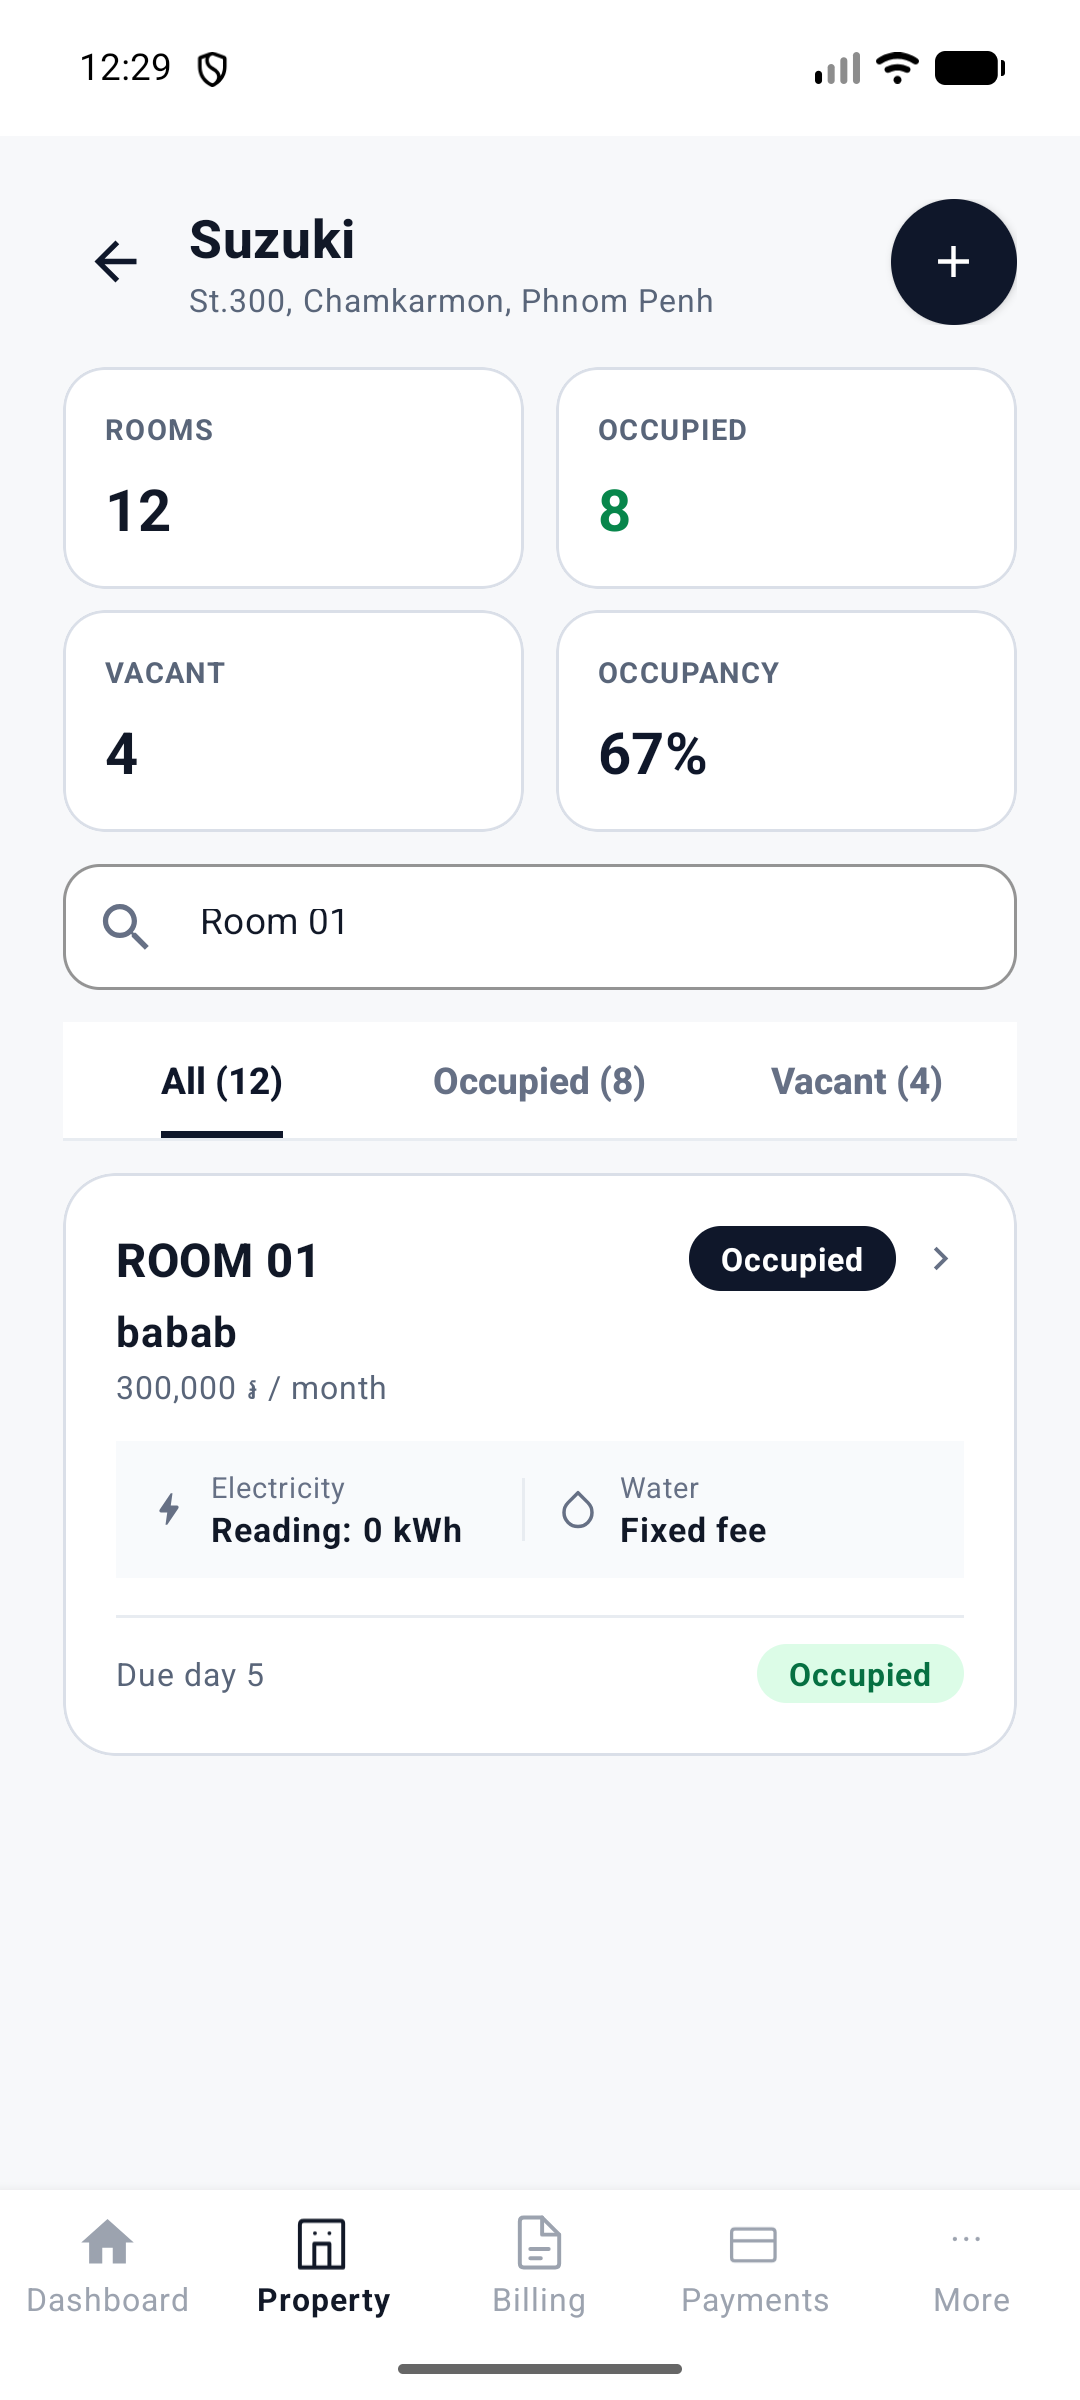 12:29
Suzuki
St.300, Chamkarmon, Phnom Penh
ROOMS
12
OCCUPIED
8
VACANT
4
OCCUPANCY
67%
Room 01
All (12)
Occupied (8)
Vacant (4)
ROOM 01
Occupied
babab
300,000 ៛ / month
Electricity
Reading: 0 kWh
Water
Fixed fee
Due day 5
Occupied
Dashboard
Property
Billing
Payments
More